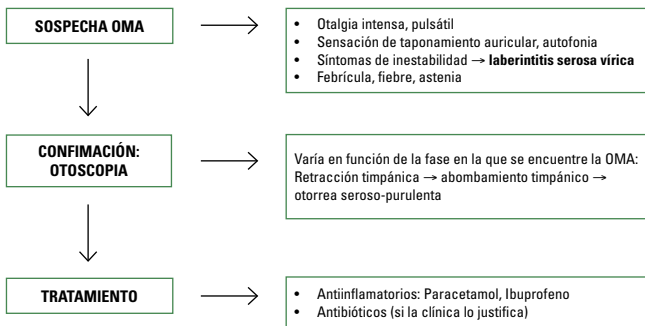 SOSPECHA OMA
• Otalgia intensa, pulsátil
• Sensación de taponamiento auricular, autofonia
• Síntomas de inestabilidad → laberintitis serosa vírica
• Febrícula, fiebre, astenia
CONFIMACIÓN:
OTOSCOPIA
Varía en función de la fase en la que se encuentre la OMA:
Retracción timpánica → abombamiento timpánico →
otorrea seroso-purulenta
TRATAMIENTO
• Antiinflamatorios: Paracetamol, Ibuprofeno
• Antibióticos (si la clínica lo justifica)